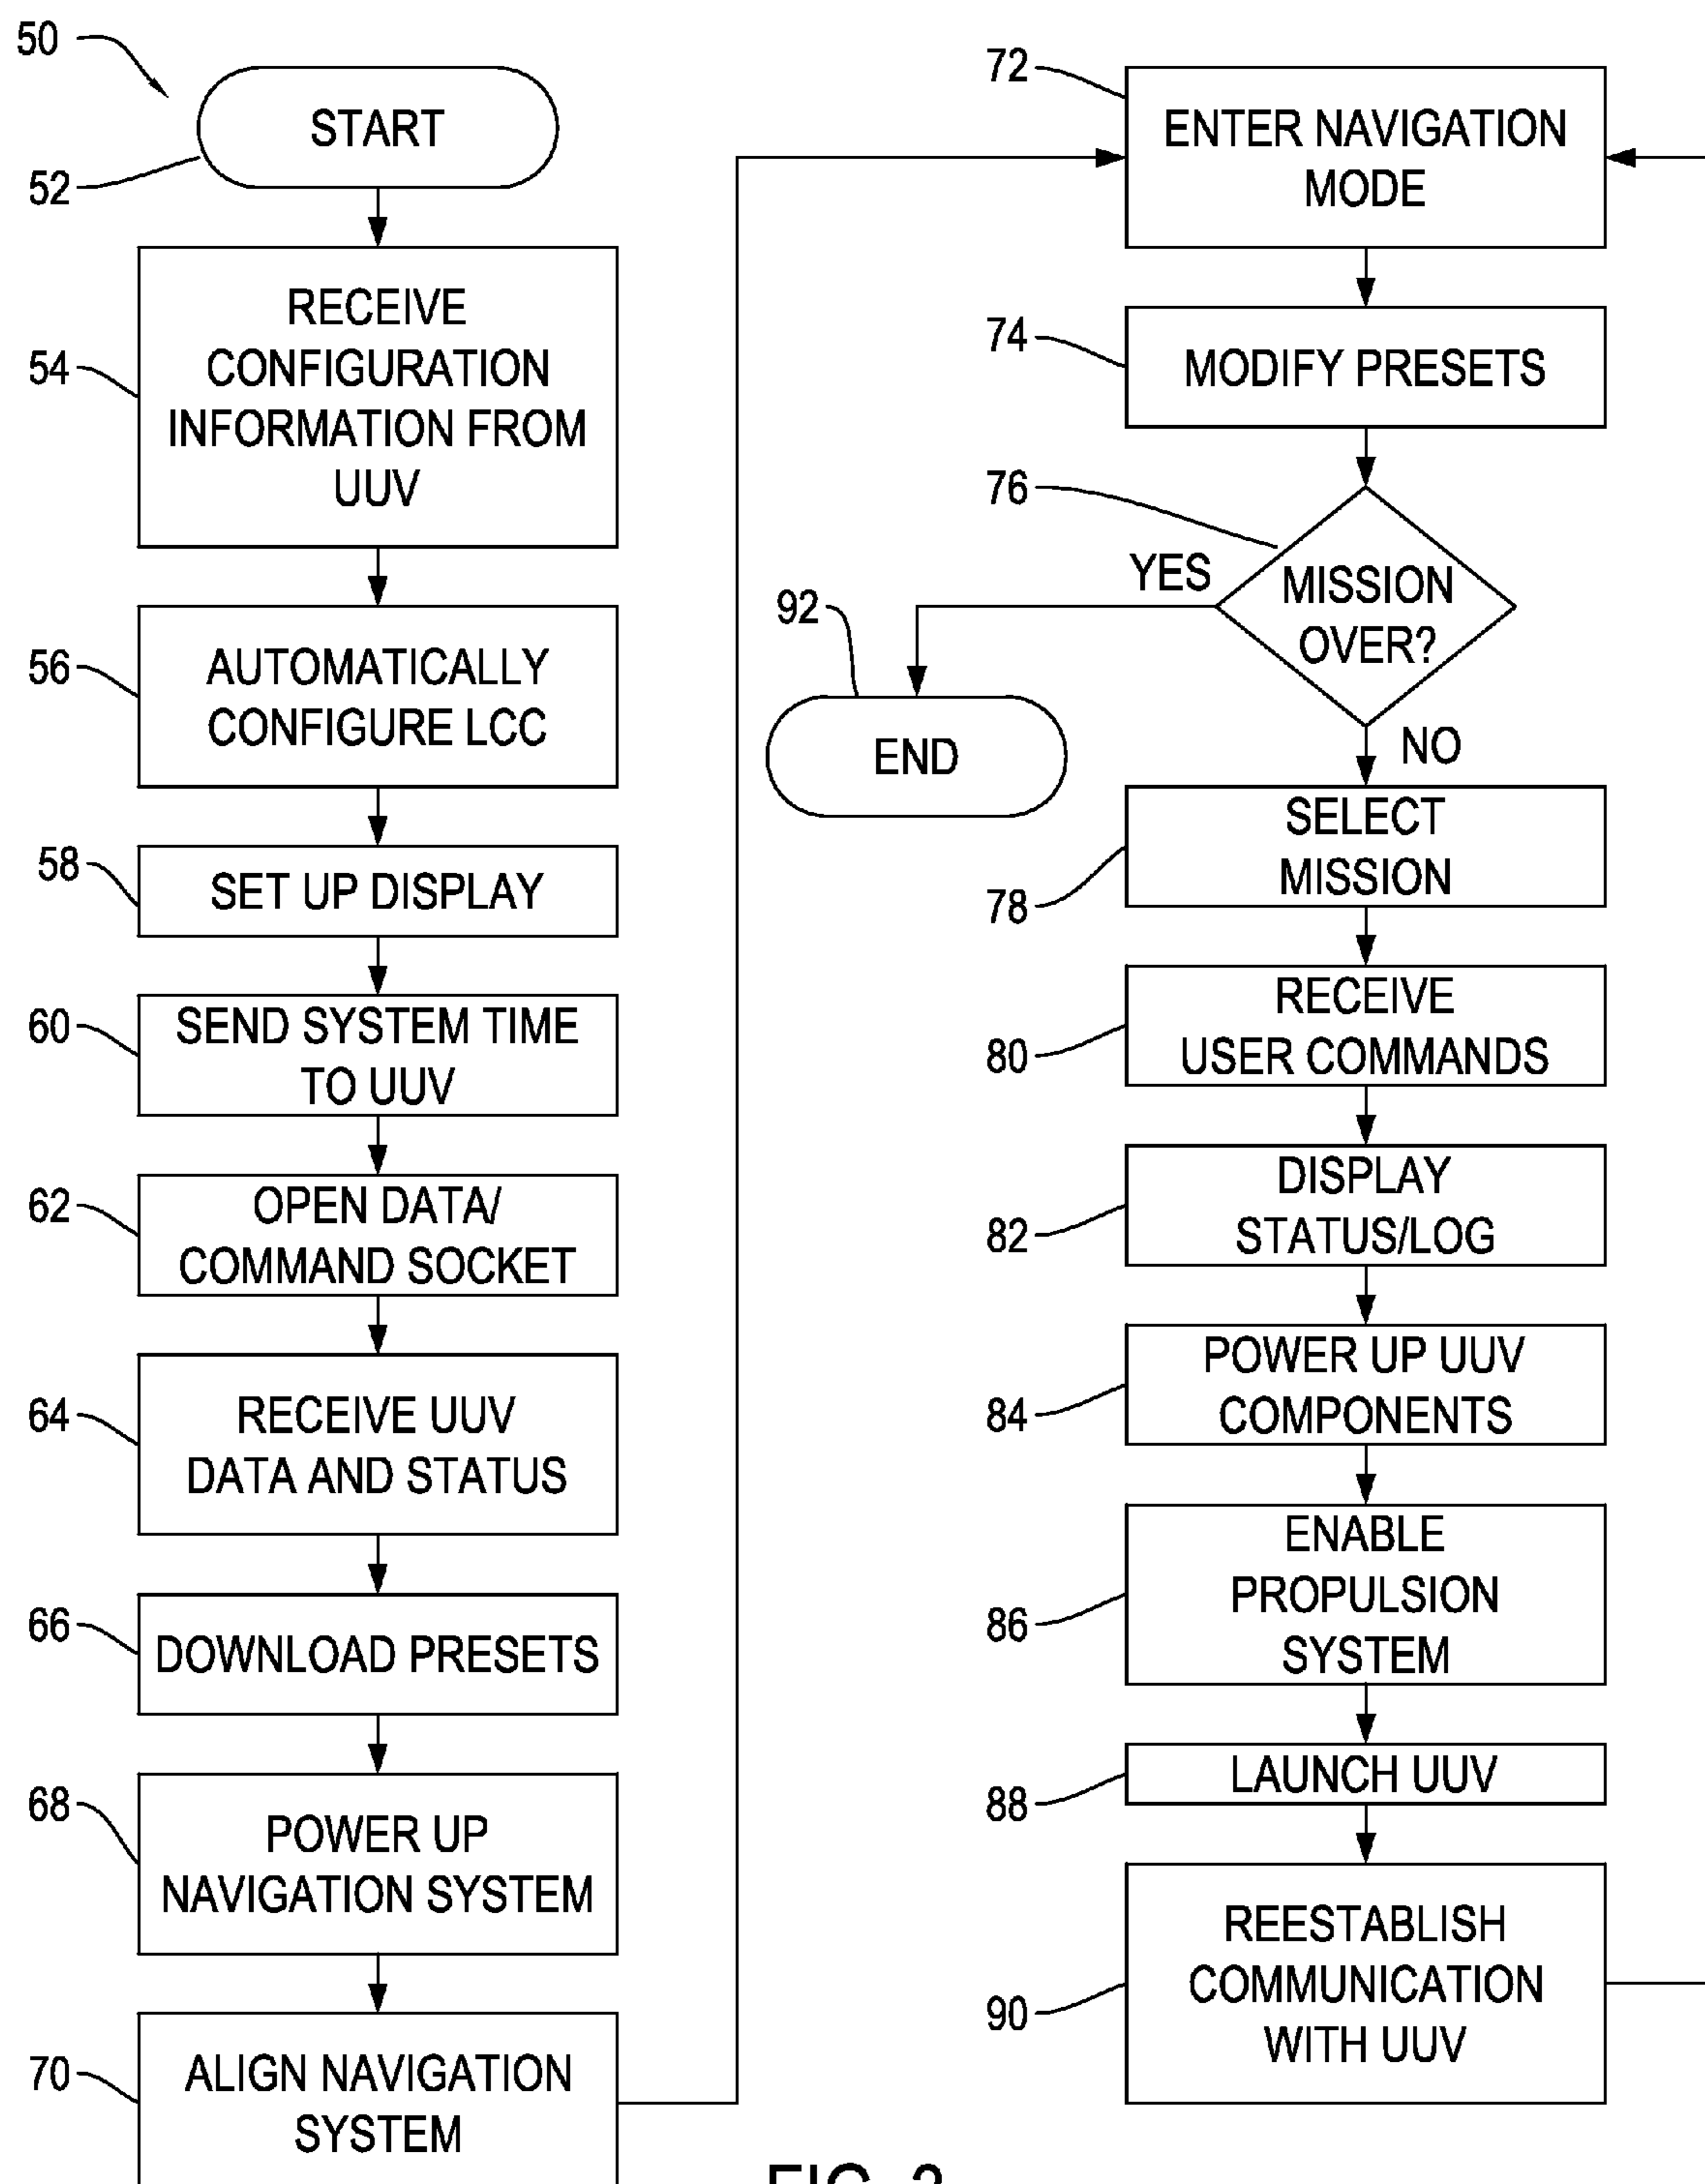 50
START
52
RECEIVE
CONFIGURATION
INFORMATION FROM
UUV
54
AUTOMATICALLY
CONFIGURE LCC
56
SET UP DISPLAY
58
SEND SYSTEM TIME
TO UUV
60
OPEN DATA/
COMMAND SOCKET
62
RECEIVE UUV
DATA AND STATUS
64
DOWNLOAD PRESETS
66
POWER UP
NAVIGATION SYSTEM
68
ALIGN NAVIGATION
SYSTEM
70
72
ENTER NAVIGATION
MODE
74
MODIFY PRESETS
76
MISSION
OVER?
YES
92
END
NO
SELECT
MISSION
78
RECEIVE
USER COMMANDS
80
DISPLAY
STATUS/LOG
82
POWER UP UUV
COMPONENTS
84
ENABLE
PROPULSION
SYSTEM
86
LAUNCH UUV
88
REESTABLISH
COMMUNICATION
WITH UUV
90